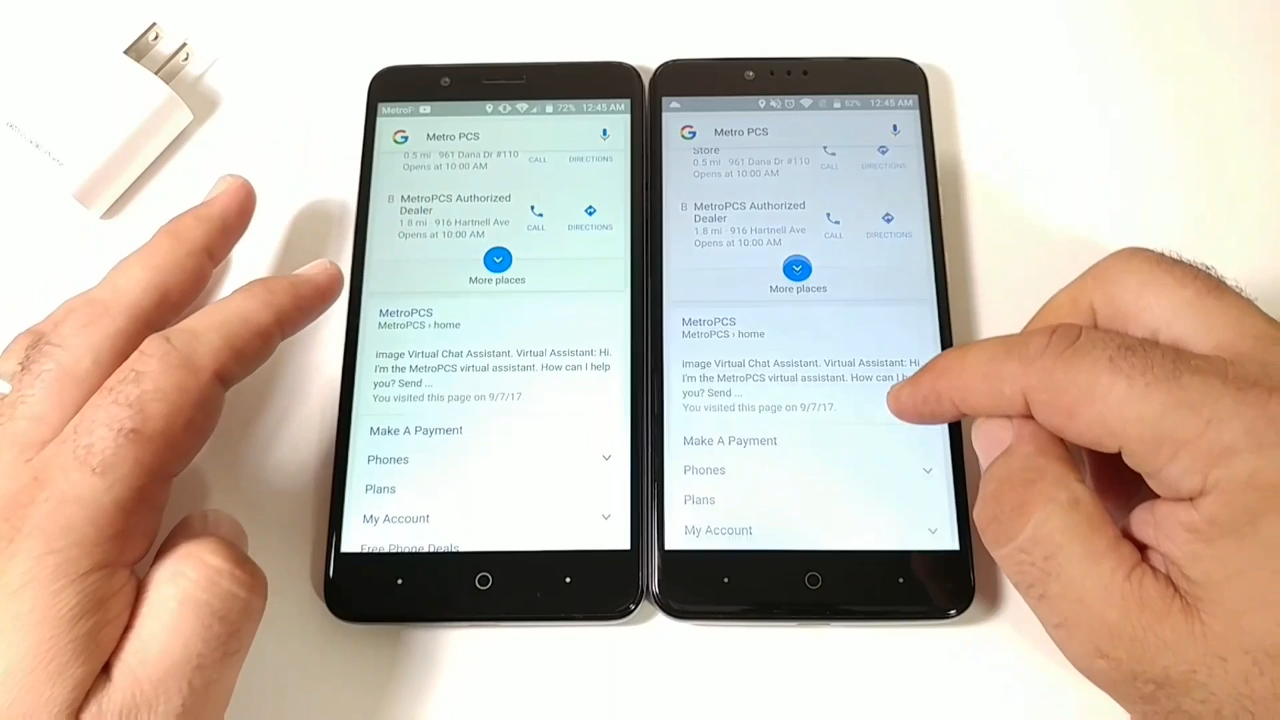 MetroP
72% 12:45 AM
Metro PCS
0.5 mi · 961 Dana Dr #110
Opens at 10:00 AM
CALL
DIRECTIONS
B MetroPCS Authorized
Dealer
1.8 mi · 916 Hartnell Ave
Opens at 10:00 AM
CALL
DIRECTIONS
More places
MetroPCS
MetroPCS › home
image Virtual Chat Assistant. Virtual Assistant: Hi.
I'm the MetroPCS virtual assistant. How can I help
you? Send ...
You visited this page on 9/7/17
Make A Payment
Phones
Plans
My Account
Free Phone Deals
62% 12:45 AM
Metro PCS
Store
0.5 mi · 961 Dana Dr #110
Opens at 10:00 AM
CALL
DIRECTIONS
B MetroPCS Authorized
Dealer
1.8 mi · 916 Hartnell Ave
Opens at 10:00 AM
CALL
DIRECTIONS
More places
MetroPCS
MetroPCS › home
image Virtual Chat Assistant. Virtual Assistant: Hi
I'm the MetroPCS virtual assistant. How can I
you? Send ...
You visited this page on 9/7/17.
Make A Payment
Phones
Plans
My Account